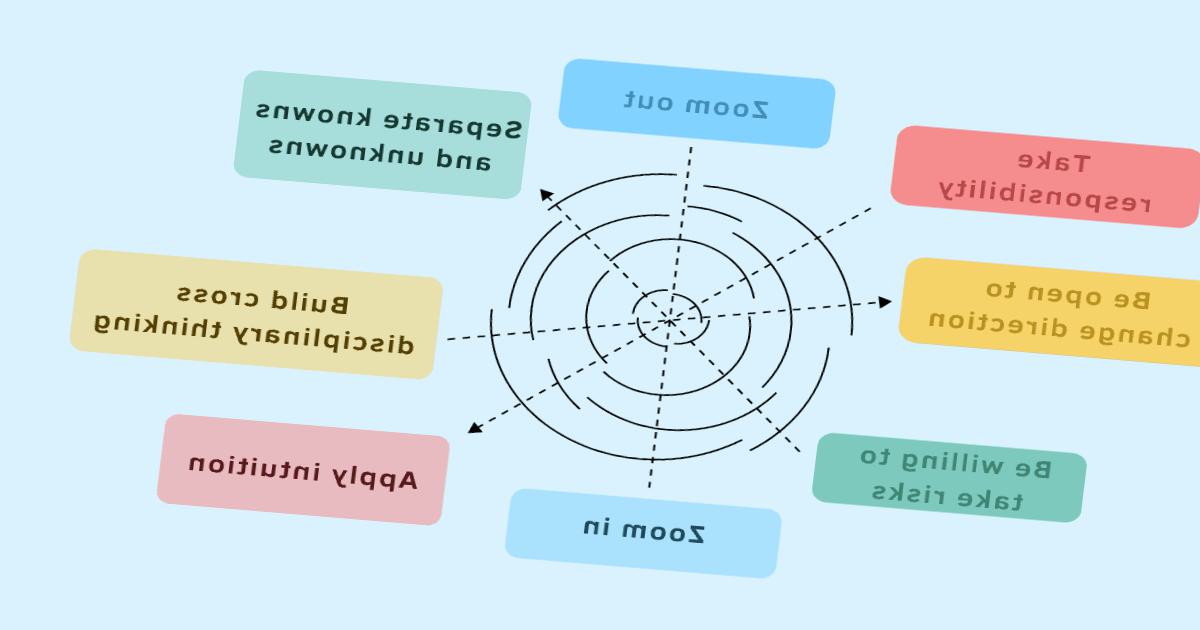 Zoom out
Separate knowns
and unknowns
Take
responsibility
Build cross
disciplinary thinking
Be open to
change direction
Apply intuition
Be willing to
take risks
Zoom in